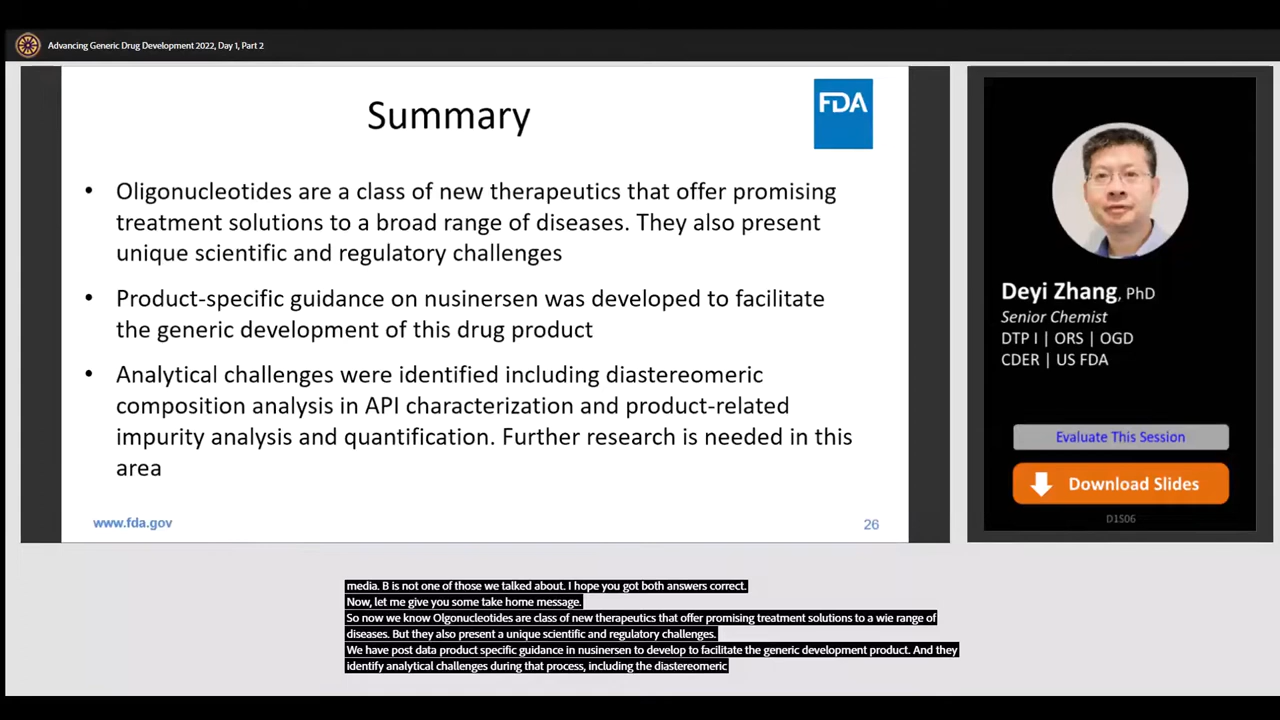 Advancing Generic Drug Development 2022, Day 1, Part 2
Summary
FDA
• Oligonucleotides are a class of new therapeutics that offer promising
treatment solutions to a broad range of diseases. They also present
unique scientific and regulatory challenges
• Product-specific guidance on nusinersen was developed to facilitate
the generic development of this drug product
• Analytical challenges were identified including diastereomeric
composition analysis in API characterization and product-related
impurity analysis and quantification. Further research is needed in this
area
www.fda.gov
26
Deyi Zhang, PhD
Senior Chemist
DTP I | ORS | OGD
CDER | US FDA
Evaluate This Session
Download Slides
D1S06
media. B is not one of those we talked about. I hope you got both answers correct.
Now, let me give you some take home message.
So now we know Olgonucleotides are class of new therapeutics that offer promising treatment solutions to a wie range of
diseases. But they also present a unique scientific and regulatory challenges.
We have post data product specific guidance in nusinersen to develop to facilitate the generic development product. And they
identify analytical challenges during that process, including the diastereomeric